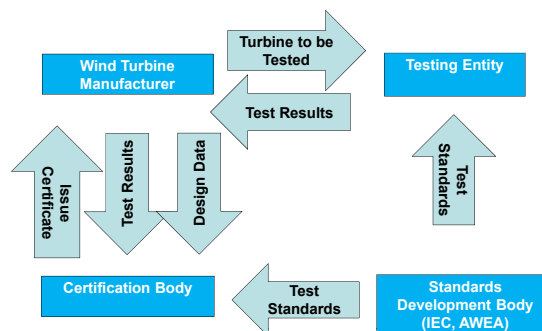 Turbine to be
Tested
Wind Turbine
Manufacturer
Testing Entity
Test Results
Issue
Certificate
Test Results
Design Data
Test
Standards
Certification Body
Test
Standards
Standards
Development Body
(IEC, AWEA)